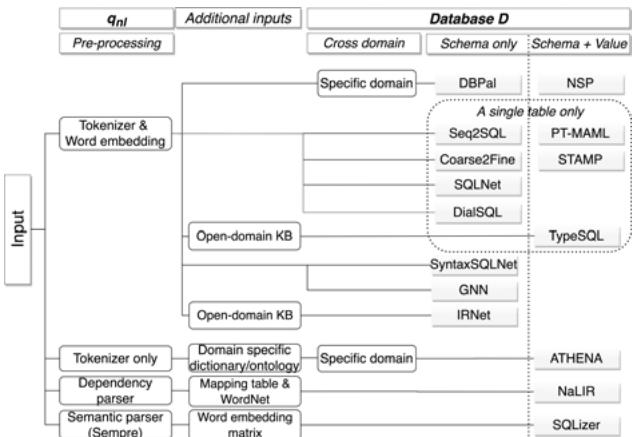 q_nl Additional inputs Database D
Pre-processing Cross domain Schema only Schema + Value
Specific domain DBPal NSP
A single table only
Tokenizer &
Word embedding
Seq2SQL PT-MAML
Coarse2Fine STAMP
SQLNet
DialSQL
Input
Open-domain KB TypeSQL
SyntaxSQLNet
GNN
Open-domain KB IRNet
Tokenizer only Domain specific
dictionary/ontology Specific domain ATHENA
Dependency
parser Mapping table &
WordNet NaLIR
Semantic parser
(Sempre) Word embedding
matrix SQLizer